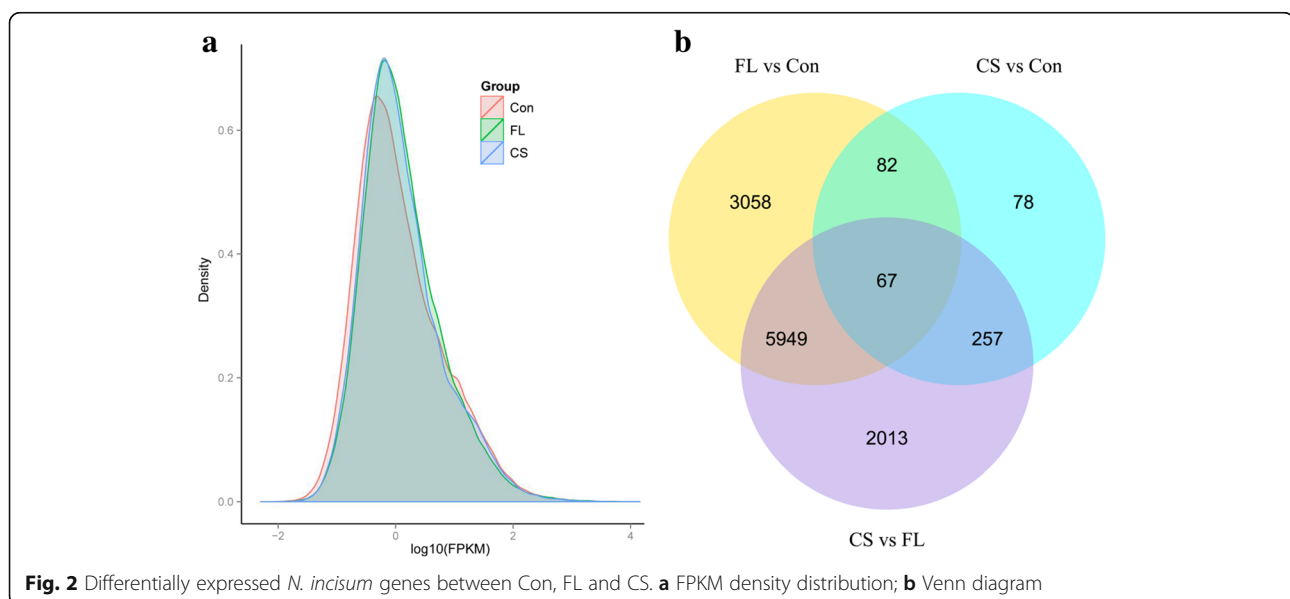 a
Group
Con
FL
CS
0.6
0.4
0.2
0.0
Density
−2
0
2
4
log10(FPKM)
b
FL vs Con
CS vs Con
82
3058
78
67
5949
257
2013
CS vs FL
Fig. 2 Differentially expressed N. incisum genes between Con, FL and CS. a FPKM density distribution; b Venn diagram